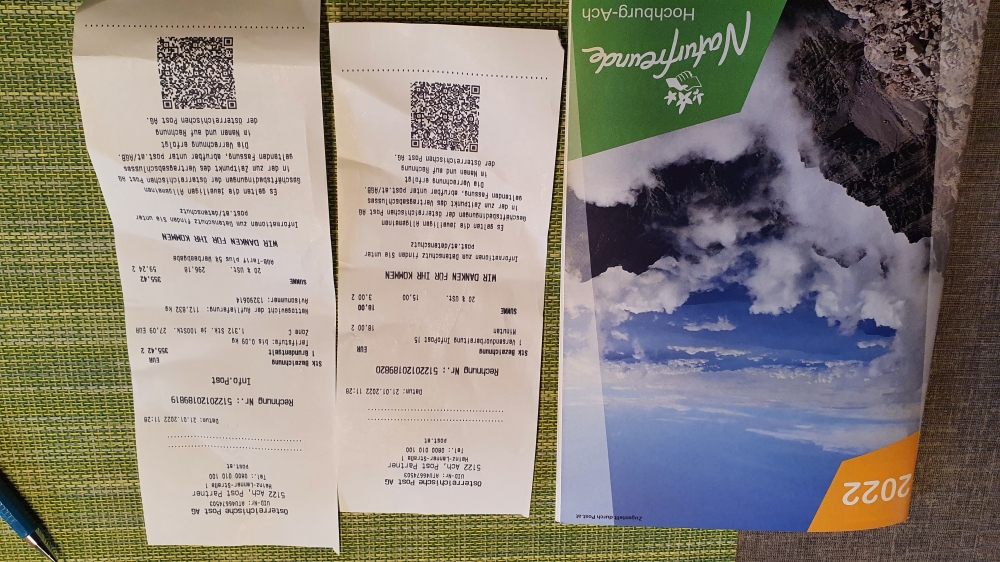 2022
Zugestellt durch Post.at
Naturfreunde
Hochburg-Ach
Österreichische Post AG
UID-Nr: ATU46674503
5122 Ach, Post Partner
Heinz-Lanner-Straße 1
Tel.: 0800 010 100
post.at
Datum: 21.01.2022 11:28
Rechnung Nr.: 51220120189820
Stk Bezeichnung EUR
1 Versandvorbereitung InfoPost 15
Minuten 18,00 2
SUMME 18,00
20 % USt. 15,00 3,00 2
WIR DANKEN FÜR IHR KOMMEN
Informationen zum Datenschutz finden Sie unter
post.at/datenschutz
Es gelten die jeweiligen Allgemeinen
Geschäftsbedingungen der Österreichischen Post AG
in der zum Zeitpunkt des Vertragsabschlusses
geltenden Fassung, abrufbar unter post.at/AGB.
Die Verrechnung erfolgt
in Namen und auf Rechnung
der Österreichischen Post AG.
Österreichische Post AG
UID-Nr: ATU46674503
5122 Ach, Post Partner
Heinz-Lanner-Straße 1
Tel.: 0800 010 100
post.at
Datum: 21.01.2022 11:28
Rechnung Nr.: 51220120189819
Info.Post
Stk Bezeichnung EUR
1 Grundentgelt 355,42 2
Tarifstufe: bis 0,09 kg
Zone C 1.312 Stk. je 100Stk. 27,09 EUR
Nettogewicht der Auflieferung: 112,832 kg
13290614
SUMME 355,42
20 % USt. 296,18 59,24 2
AGB-Tarif plus 5% Werbeabgabe
WIR DANKEN FÜR IHR KOMMEN
Informationen zum Datenschutz finden Sie unter
post.at/datenschutz
Es gelten die jeweiligen Allgemeinen
Geschäftsbedingungen der Österreichischen Post AG
in der zum Zeitpunkt des Vertragsabschlusses
geltenden Fassung, abrufbar unter post.at/AGB.
Die Verrechnung erfolgt
in Namen und auf Rechnung
der Österreichischen Post AG.